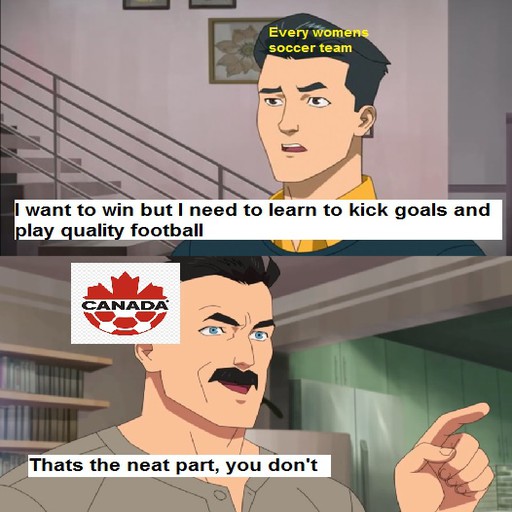 Every womens
soccer team
I want to win but I need to learn to kick goals and
play quality football
CANADA
Thats the neat part, you don't